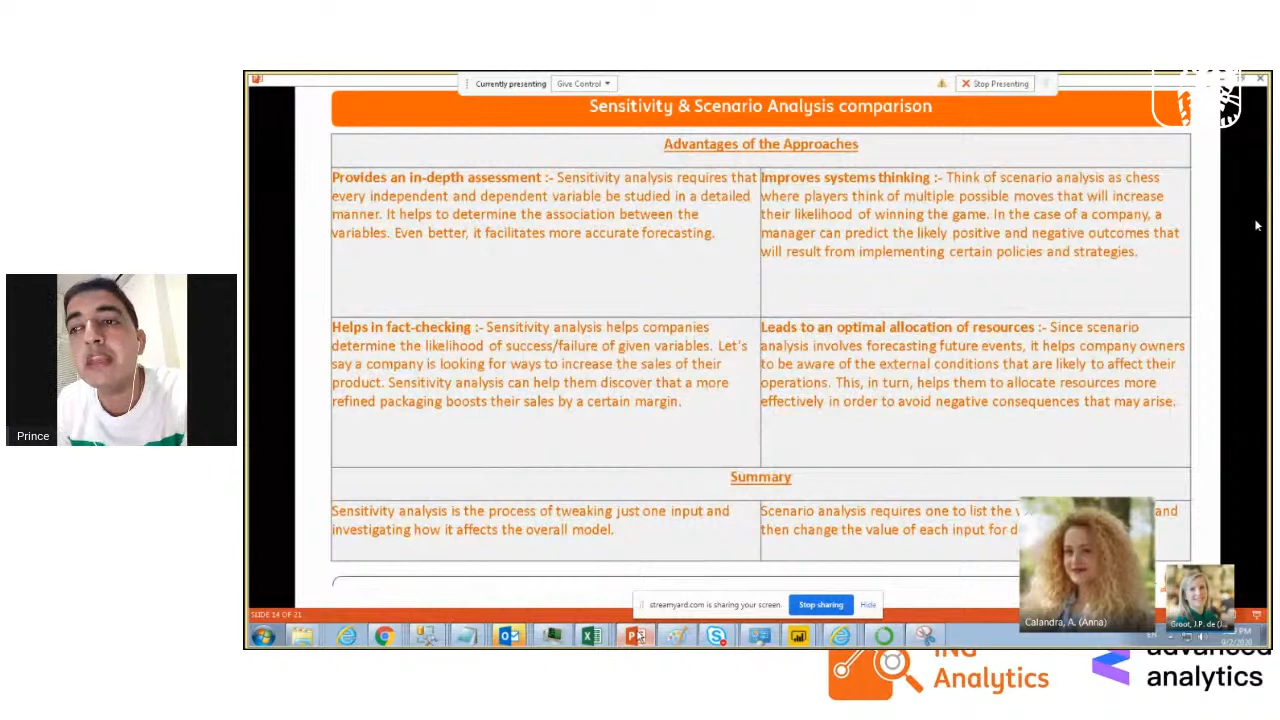 Currently presenting Give Control Stop Presenting
Sensitivity & Scenario Analysis comparison
Advantages of the Approaches
Provides an in-depth assessment :- Sensitivity analysis requires that
every independent and dependent variable be studied in a detailed
manner. It helps to determine the association between the
variables. Even better, it facilitates more accurate forecasting.
Improves systems thinking :- Think of scenario analysis as chess
where players think of multiple possible moves that will increase
their likelihood of winning the game. In the case of a company, a
manager can predict the likely positive and negative outcomes that
will result from implementing certain policies and strategies.
Helps in fact-checking :- Sensitivity analysis helps companies
determine the likelihood of success/failure of given variables. Let's
say a company is looking for ways to increase the sales of their
product. Sensitivity analysis can help them discover that a more
refined packaging boosts their sales by a certain margin.
Leads to an optimal allocation of resources :- Since scenario
analysis involves forecasting future events, it helps company owners
to be aware of the external conditions that are likely to affect their
operations. This, in turn, helps them to allocate resources more
effectively in order to avoid negative consequences that may arise.
Summary
Sensitivity analysis is the process of tweaking just one input and
investigating how it affects the overall model.
Scenario analysis requires one to list the and
then change the value of each input for
Prince
streamyard.com is sharing your screen. Stop sharing Hide
SLIDE 14 OF 21
Calandra, A. (Anna)
Groot, J.P. de
9/2/2020
ING
Analytics
advanced
analytics